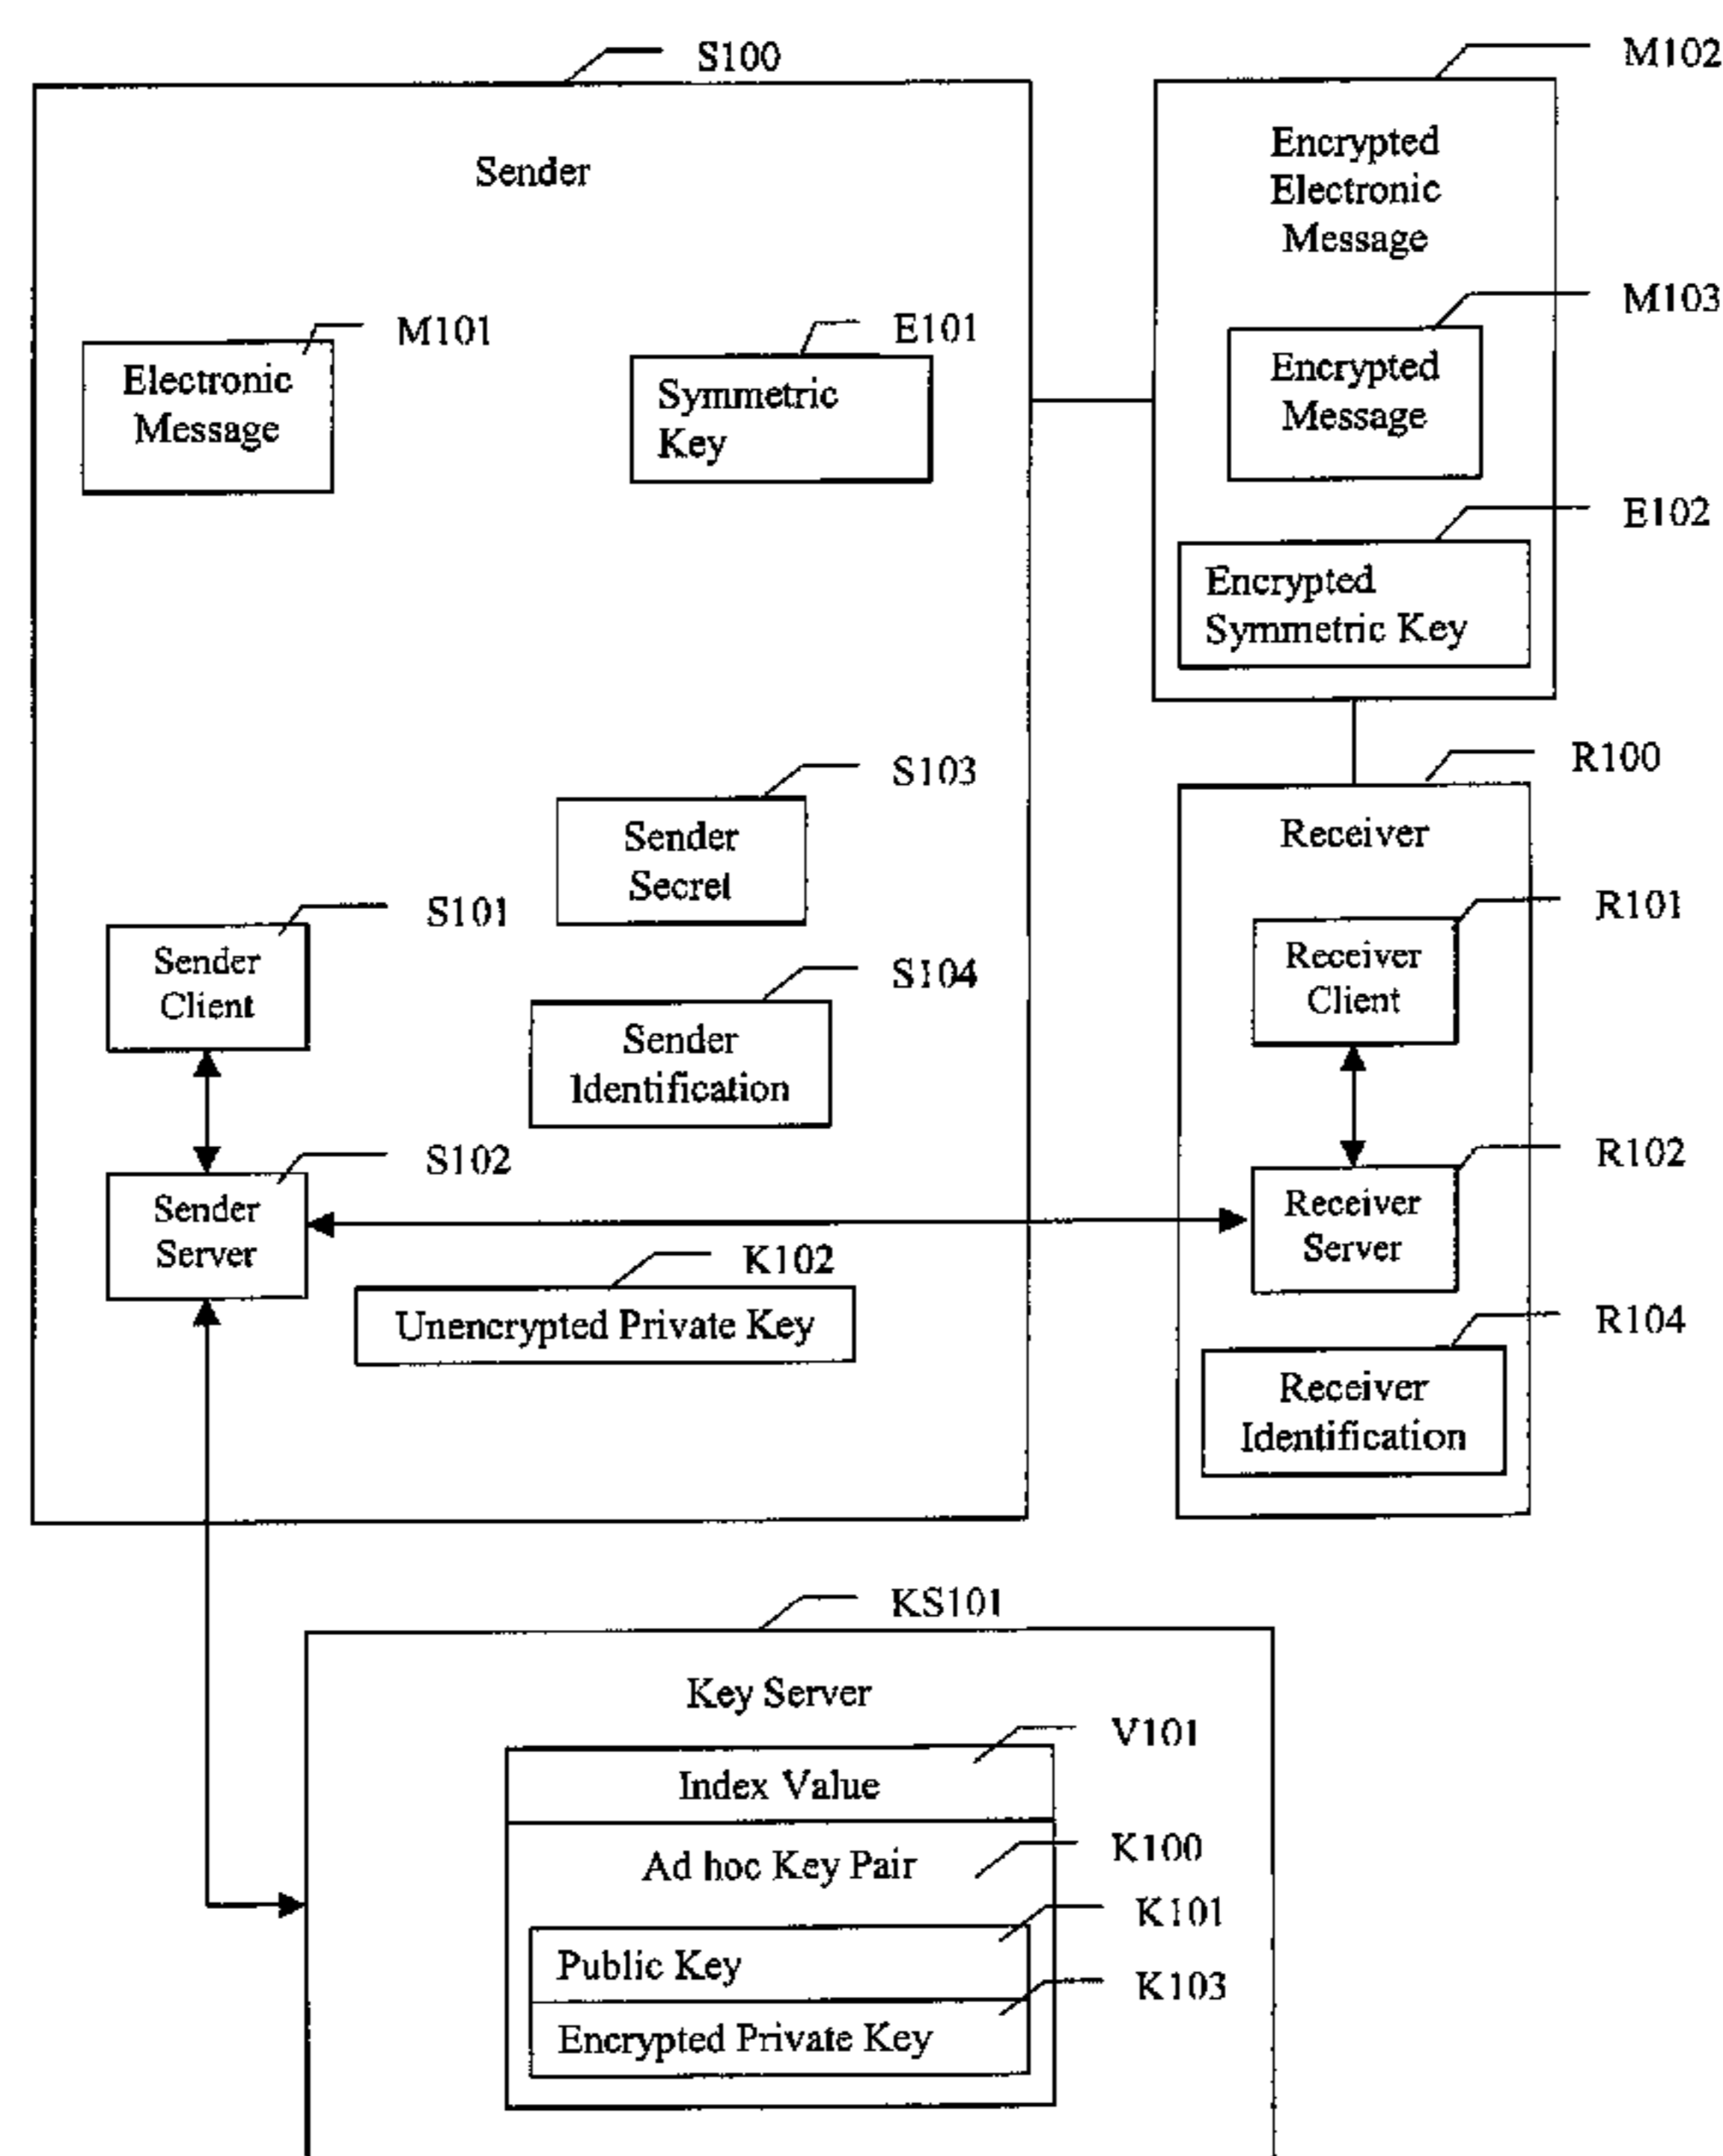 S100
M102
Sender
Encrypted
Electronic
Message
M101
E101
M103
Electronic
Message
Symmetric
Key
Encrypted
Message
E102
Encrypted
Symmetric Key
S103
R100
Sender
Secret
Receiver
S101
R101
Sender
Client
S104
Receiver
Client
Sender
Identification
S102
R102
Sender
Server
Receiver
Server
K102
Unencrypted Private Key
R104
Receiver
Identification
KS101
Key Server
V101
Index Value
K100
Ad hoc Key Pair
K101
Public Key
K103
Encrypted Private Key